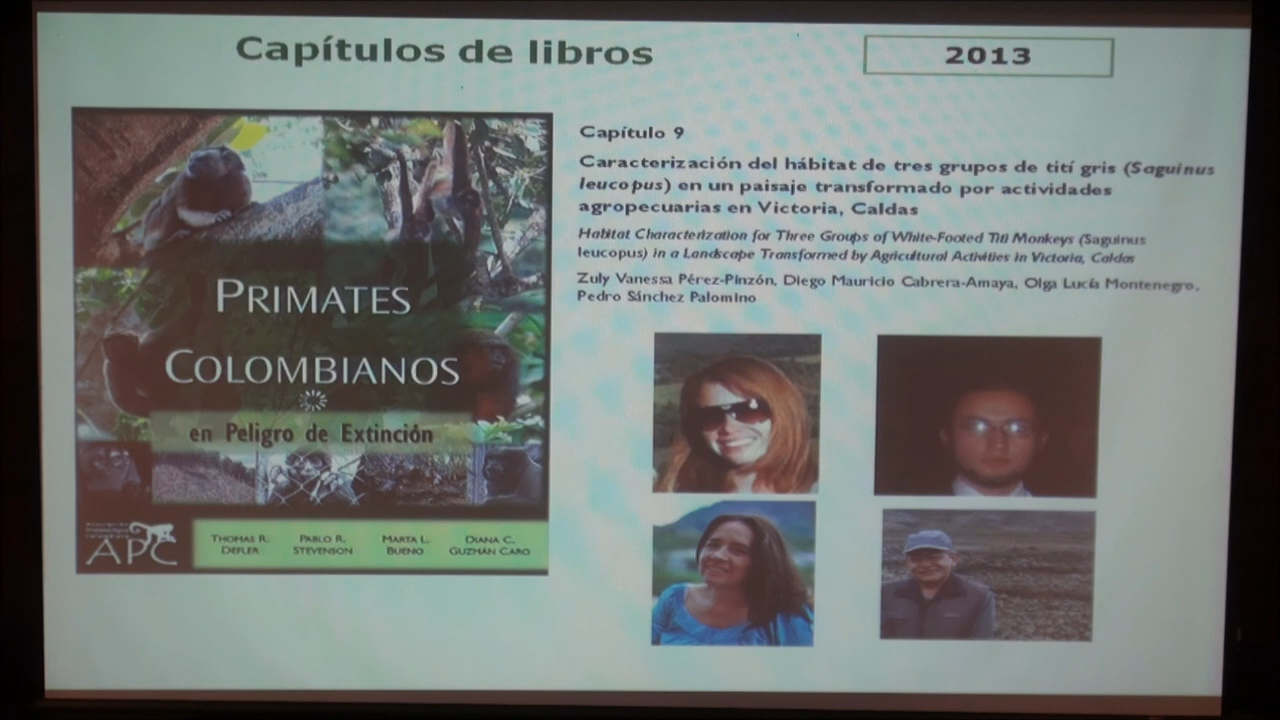 Capítulos de libros
2013
PRIMATES
COLOMBIANOS
en Peligro de Extinción
APC
THOMAS R.
DEFLER
PABLO R.
STEVENSON
MARTA L.
BUENO
DIANA C.
GUZMÁN CARO
Capítulo 9
Caracterización del hábitat de tres grupos de tití gris (Saguinus
leucopus) en un paisaje transformado por actividades
agropecuarias en Victoria, Caldas
Habitat Characterization for Three Groups of White-Footed Titi Monkeys (Saguinus
leucopus) in a Landscape Transformed by Agricultural Activities in Victoria, Caldas
Zuly Vanessa Pérez-Pinzón, Diego Mauricio Cabrera-Amaya, Olga Lucía Montenegro,
Pedro Sánchez Palomino